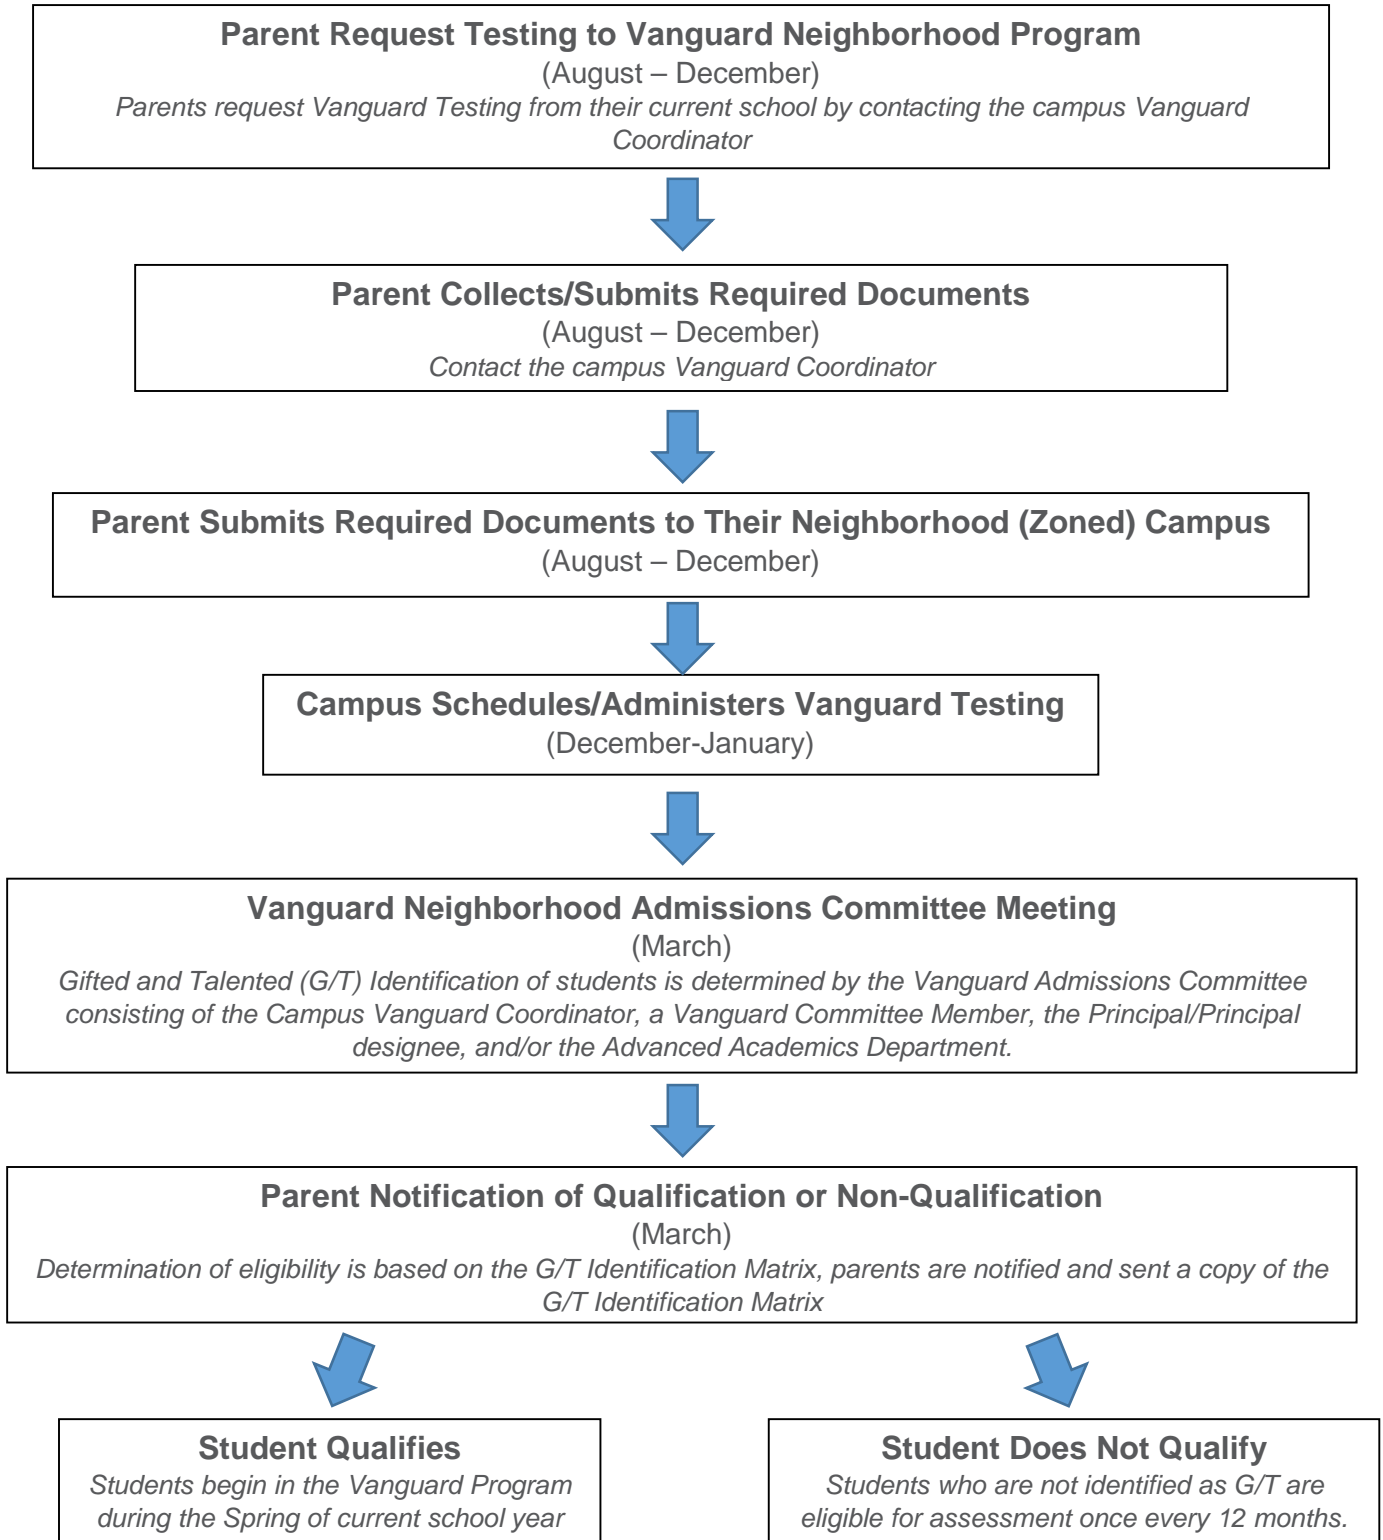 Parent Request Testing to Vanguard Neighborhood Program
(August – December)
Parents request Vanguard Testing from their current school by contacting the campus Vanguard
Coordinator
Parent Collects/Submits Required Documents
(August – December)
Contact the campus Vanguard Coordinator
Parent Submits Required Documents to Their Neighborhood (Zoned) Campus
(August – December)
Campus Schedules/Administers Vanguard Testing
(December-January)
Vanguard Neighborhood Admissions Committee Meeting
(March)
Gifted and Talented (G/T) Identification of students is determined by the Vanguard Admissions Committee
consisting of the Campus Vanguard Coordinator, a Vanguard Committee Member, the Principal/Principal
designee, and/or the Advanced Academics Department.
Parent Notification of Qualification or Non-Qualification
(March)
Determination of eligibility is based on the G/T Identification Matrix, parents are notified and sent a copy of the
G/T Identification Matrix
Student Qualifies
Students begin in the Vanguard Program
during the Spring of current school year
Student Does Not Qualify
Students who are not identified as G/T are
eligible for assessment once every 12 months.